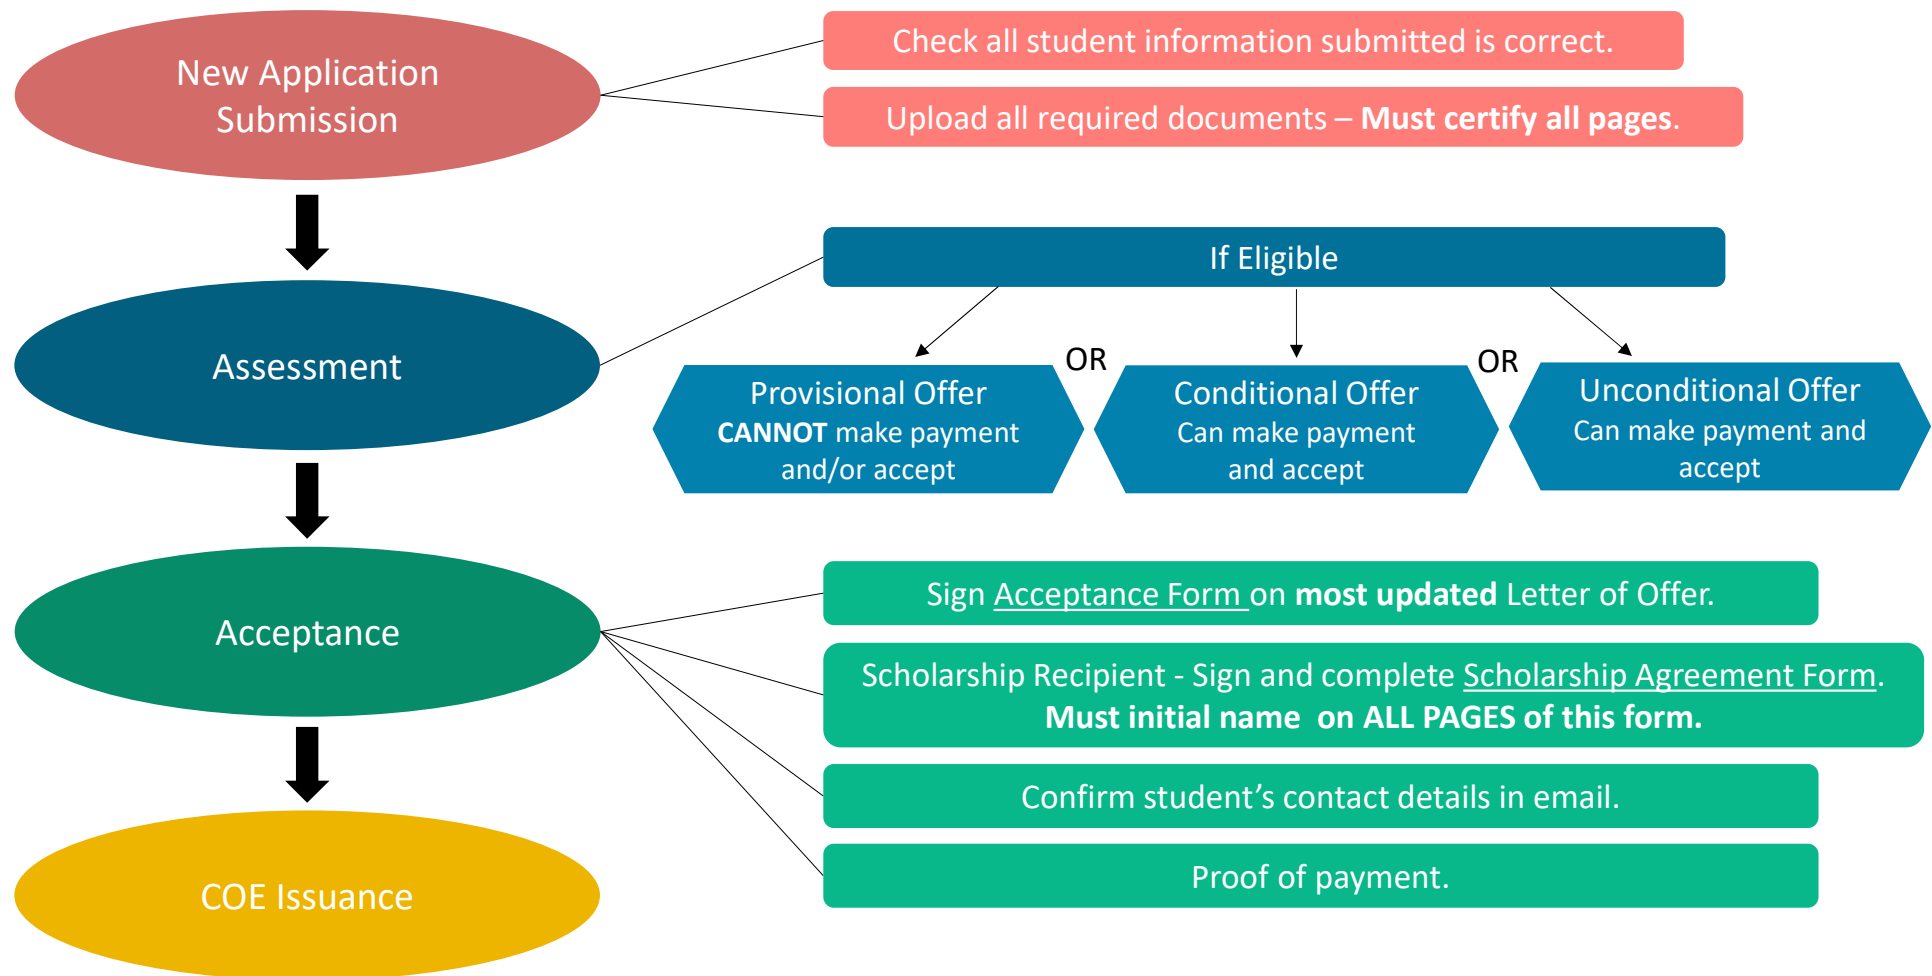 New Application
Submission
Check all student information submitted is correct.
Upload all required documents – Must certify all pages.
Assessment
If Eligible
Provisional Offer
CANNOT make payment
and/or accept
OR
Conditional Offer
Can make payment
and accept
OR
Unconditional Offer
Can make payment and
accept
Acceptance
Sign Acceptance Form on most updated Letter of Offer.
Scholarship Recipient - Sign and complete Scholarship Agreement Form.
Must initial name  on ALL PAGES of this form.
Confirm student’s contact details in email.
Proof of payment.
COE Issuance